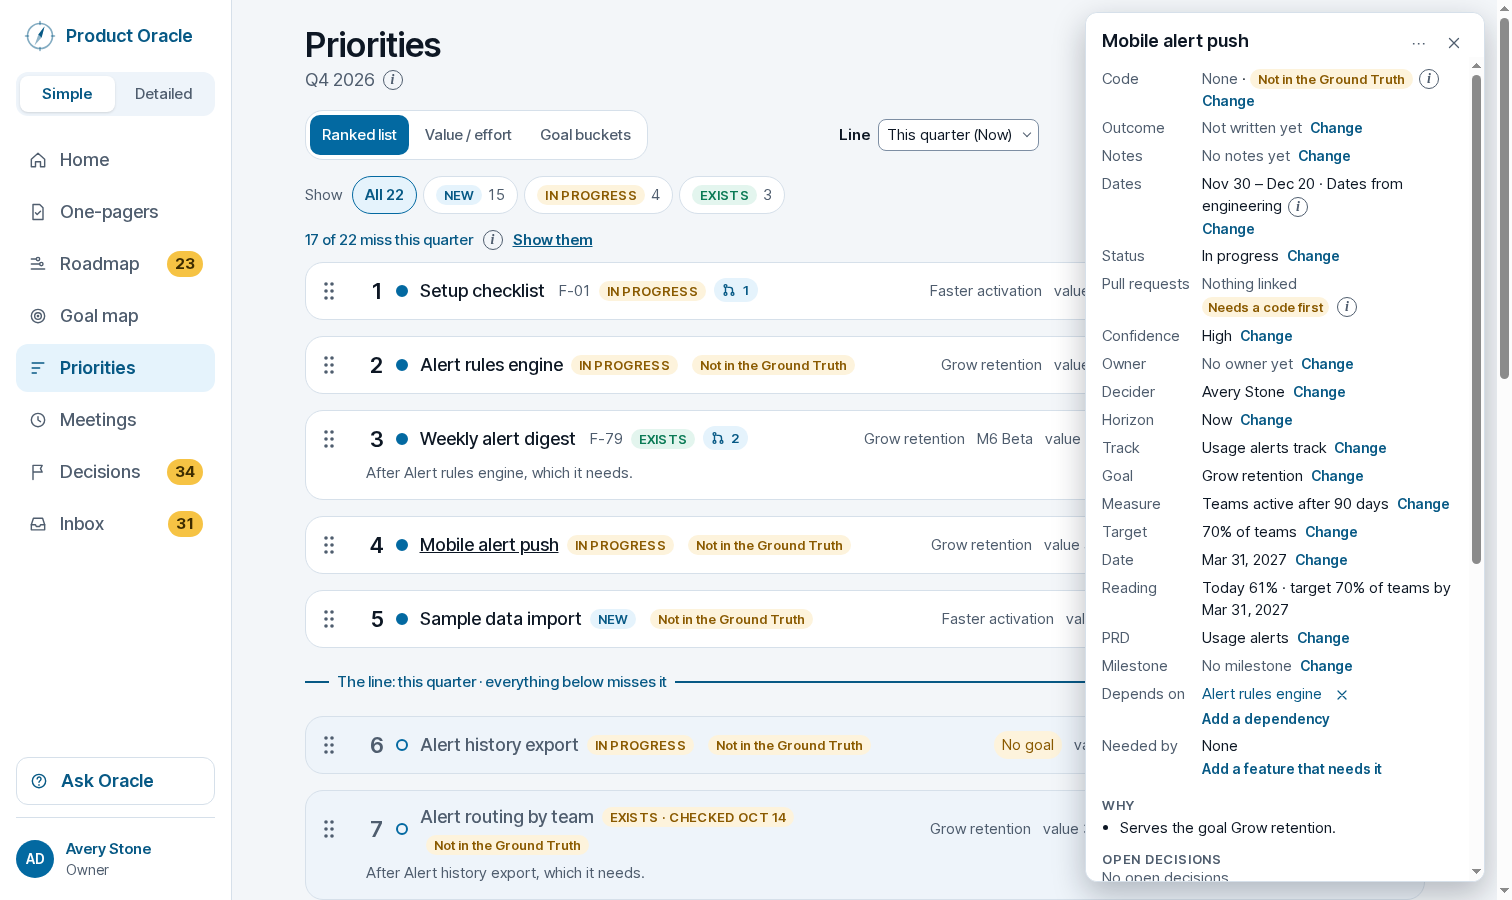 Product Oracle
Simple Detailed
Home
One-pagers
Roadmap 23
Goal map
Priorities
Meetings
Decisions 34
Inbox 31
Ask Oracle
AD Avery Stone
Owner
Priorities
Q4 2026 i
Ranked list Value / effort Goal buckets
Line This quarter (Now)
Show All 22 NEW 15 IN PROGRESS 4 EXISTS 3
17 of 22 miss this quarter i Show them
1 Setup checklist F-01 IN PROGRESS 1 Faster activation value
2 Alert rules engine IN PROGRESS Not in the Ground Truth Grow retention value
3 Weekly alert digest F-79 EXISTS 2 Grow retention M6 Beta value
After Alert rules engine, which it needs.
4 Mobile alert push IN PROGRESS Not in the Ground Truth Grow retention value
5 Sample data import NEW Not in the Ground Truth Faster activation val
The line: this quarter · everything below misses it
6 Alert history export IN PROGRESS Not in the Ground Truth No goal va
7 Alert routing by team EXISTS · CHECKED OCT 14 Grow retention value
Not in the Ground Truth
After Alert history export, which it needs.
Mobile alert push ...
Code None · Not in the Ground Truth i
Change
Outcome Not written yet Change
Notes No notes yet Change
Dates Nov 30 – Dec 20 · Dates from
engineering i
Change
Status In progress Change
Pull requests Nothing linked
Needs a code first i
Confidence High Change
Owner No owner yet Change
Decider Avery Stone Change
Horizon Now Change
Track Usage alerts track Change
Goal Grow retention Change
Measure Teams active after 90 days Change
Target 70% of teams Change
Date Mar 31, 2027 Change
Reading Today 61% · target 70% of teams by
Mar 31, 2027
PRD Usage alerts Change
Milestone No milestone Change
Depends on Alert rules engine
Add a dependency
Needed by None
Add a feature that needs it
WHY
• Serves the goal Grow retention.
OPEN DECISIONS
No open decisions